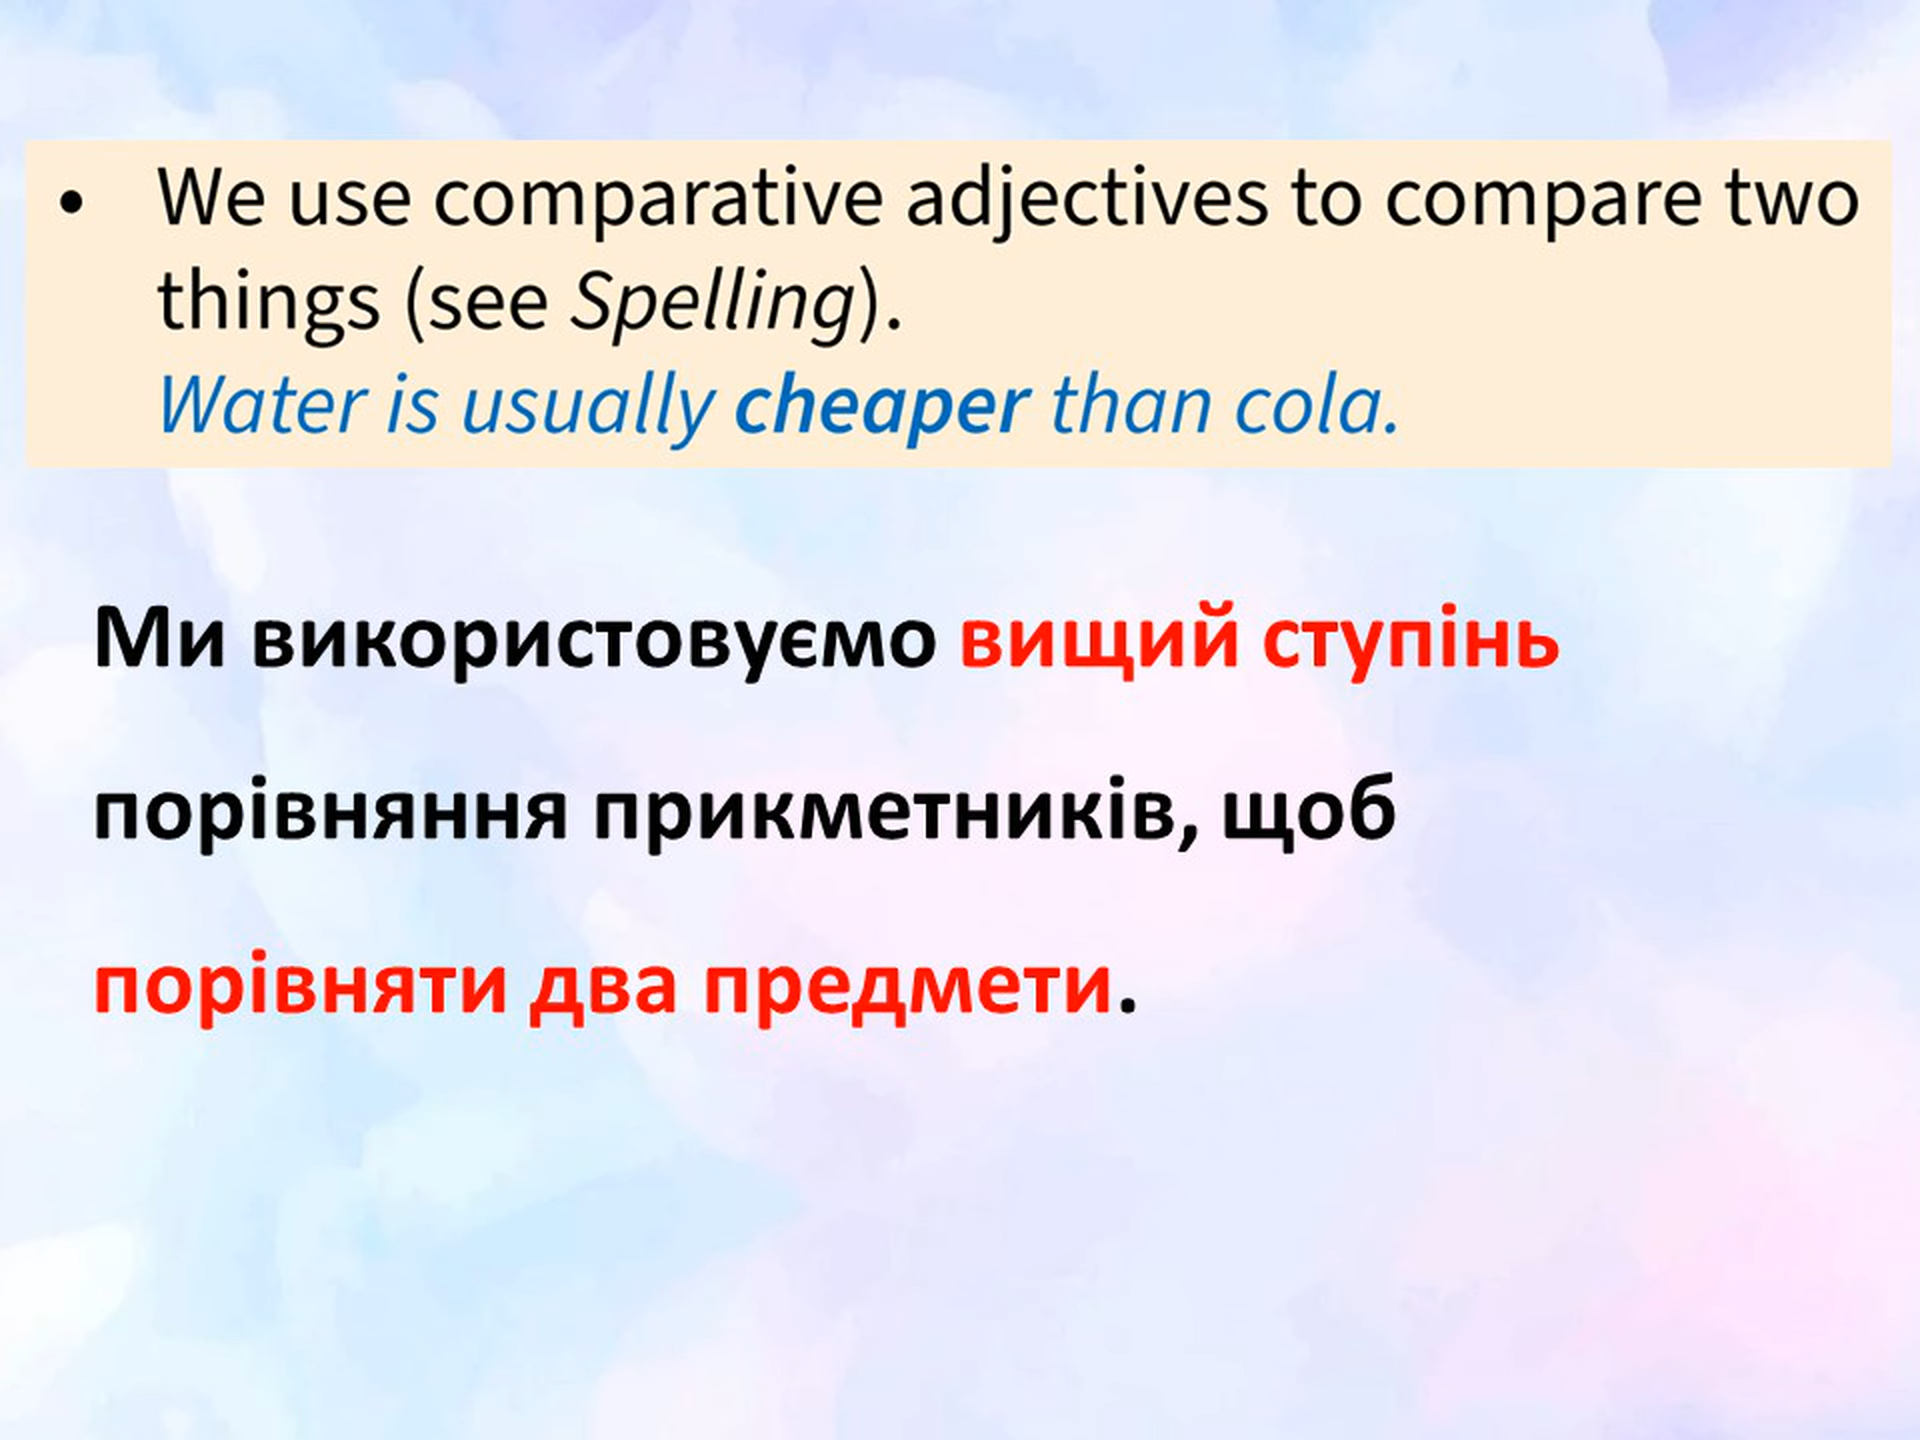 • We use comparative adjectives to compare two
things (see Spelling).
Water is usually cheaper than cola.
Ми використовуємо вищий ступінь
порівняння прикметників, щоб
порівняти два предмети.